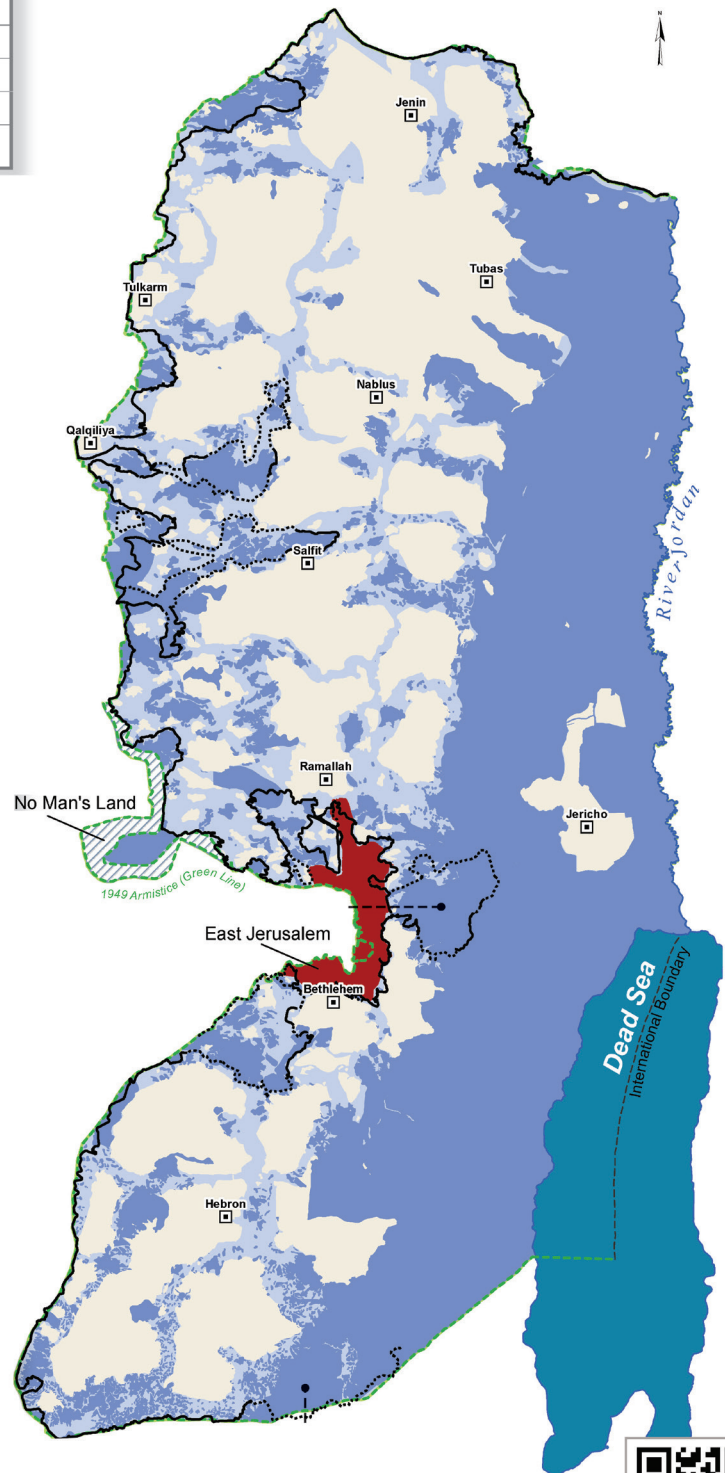 N
Jenin
Tubas
Tulkarm
Nablus
Qalqiliya
River Jordan
Salfit
Ramallah
No Man's Land
Jericho
1949 Armistice (Green Line)
East Jerusalem
Bethlehem
Dead Sea
International Boundary
Hebron